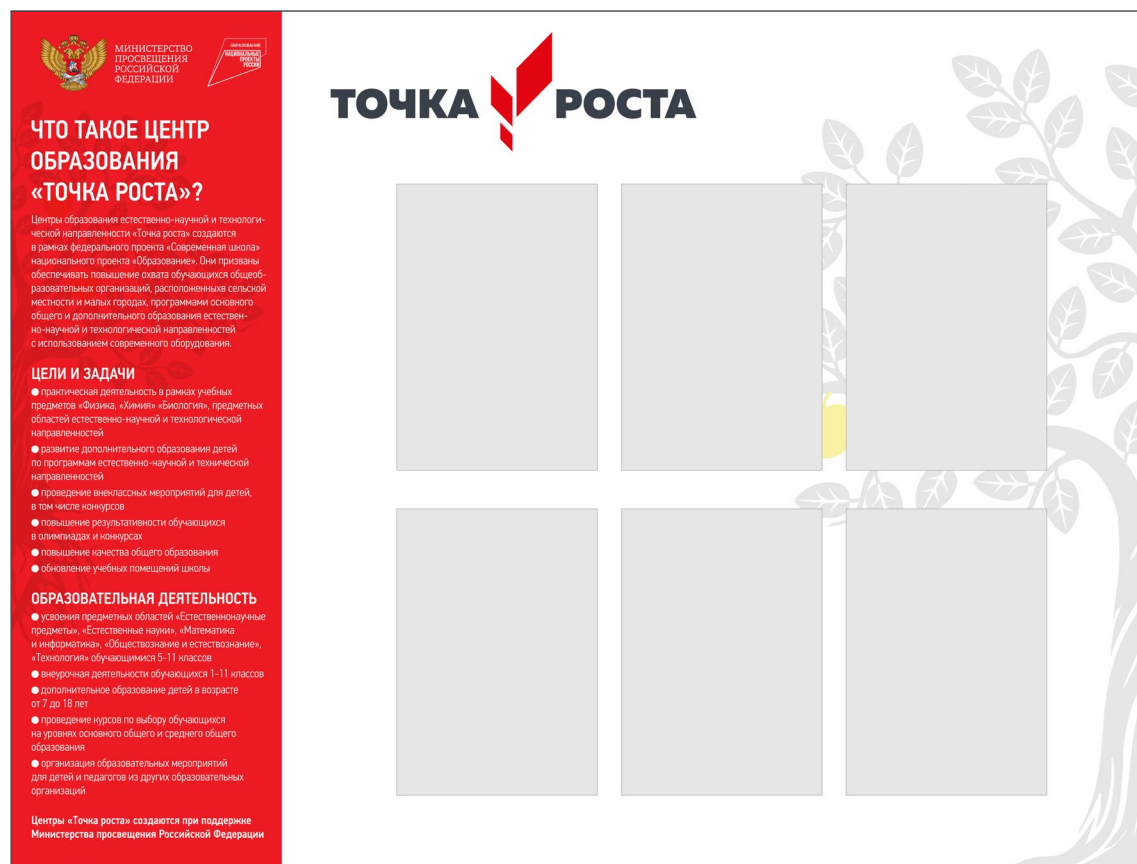 МИНИСТЕРСТВО
ПРОСВЕЩЕНИЯ
РОССИЙСКОЙ
ФЕДЕРАЦИИ
ОБРАЗОВАНИЕ
НАЦИОНАЛЬНЫЕ
ПРОЕКТЫ
РОССИИ
ЧТО ТАКОЕ ЦЕНТР
ОБРАЗОВАНИЯ
«ТОЧКА РОСТА»?
Центры образования естественно-научной и технологи-
ческой направленности «Точка роста» создаются
в рамках федерального проекта «Современная школа»
национального проекта «Образование». Они призваны
обеспечивать повышение охвата обучающихся общеоб-
разовательных организаций, расположенныхв сельской
местности и малых городах, программами основного
общего и дополнительного образования естествен-
но-научной и технологической направленностей
с использованием современного оборудования.
ЦЕЛИ И ЗАДАЧИ
● практическая деятельность в рамках учебных
предметов «Физика, «Химия» «Биология», предметных
областей естественно-научной и технологической
направленностей
● развитие дополнительного образования детей
по программам естественно-научной и технической
направленностей
● проведение внеклассных мероприятий для детей,
в том числе конкурсов
● повышение результативности обучающихся
в олимпиадах и конкурсах
● повышение качества общего образования
● обновление учебных помещений школы
ОБРАЗОВАТЕЛЬНАЯ ДЕЯТЕЛЬНОСТЬ
● усвоения предметных областей «Естественнонаучные
предметы», «Естественные науки», «Математика
и информатика», «Обществознание и естествознание»,
«Технология» обучающимися 5-11 классов
● внеурочная деятельности обучающихся 1-11 классов
● дополнительное образование детей в возрасте
от 7 до 18 лет
● проведение курсов по выбору обучающихся
на уровнях основного общего и среднего общего
образования
● организация образовательных мероприятий
для детей и педагогов из других образовательных
организаций
Центры «Точка роста» создаются при поддержке
Министерства просвещения Российской Федерации
ТОЧКА РОСТА